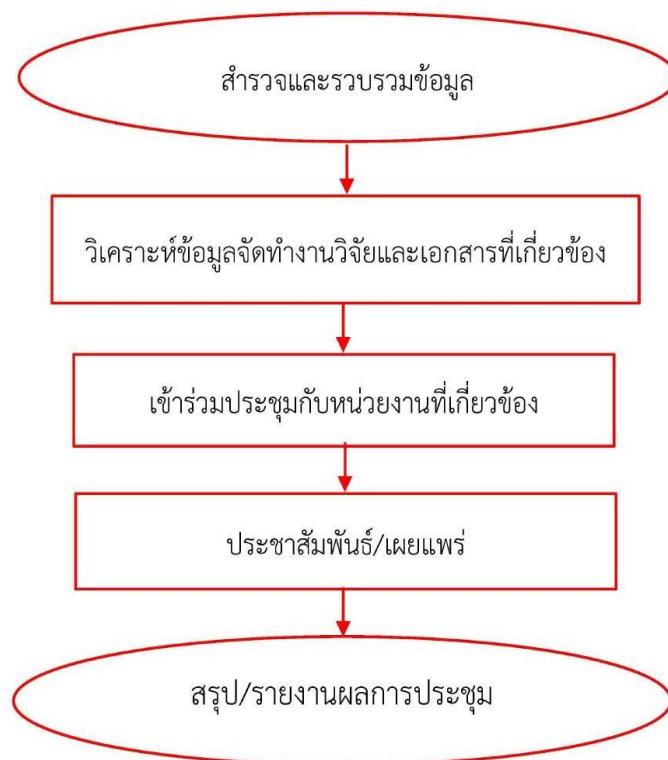 สำรวจและรวบรวมข้อมูล
วิเคราะห์ข้อมูลจัดทำงานวิจัยและเอกสารที่เกี่ยวข้อง
เข้าร่วมประชุมกับหน่วยงานที่เกี่ยวข้อง
ประชาสัมพันธ์/เผยแพร่
สรุป/รายงานผลการประชุม